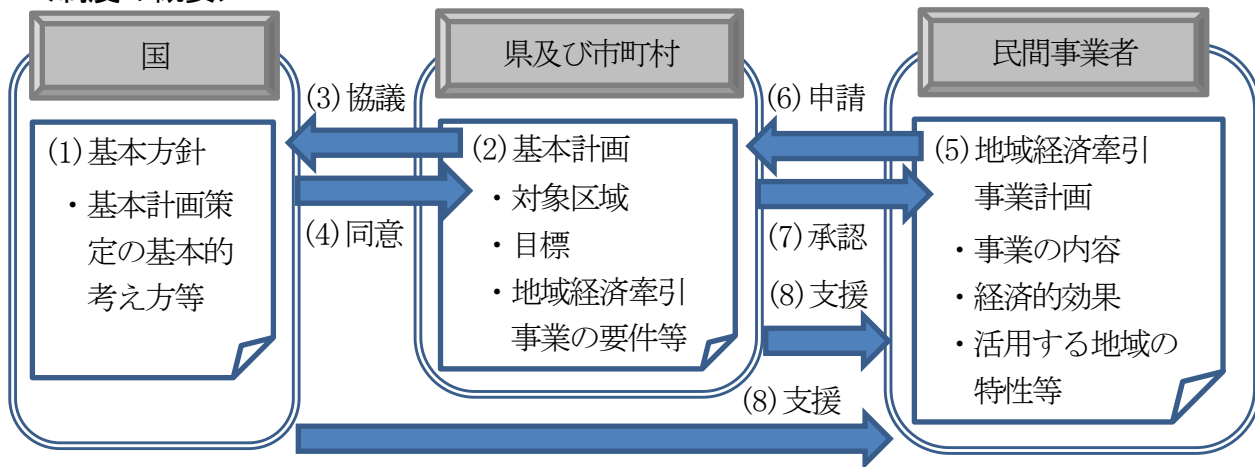 国
(1)基本方針
・基本計画策
定の基本的
考え方等
(3)協議
(4)同意
県及び市町村
(2)基本計画
・対象区域
・目標
・地域経済牽引
事業の要件等
(6)申請
(7)承認
(8)支援
(8)支援
民間事業者
(5)地域経済牽引
事業計画
・事業の内容
・経済的効果
・活用する地域の
特性等